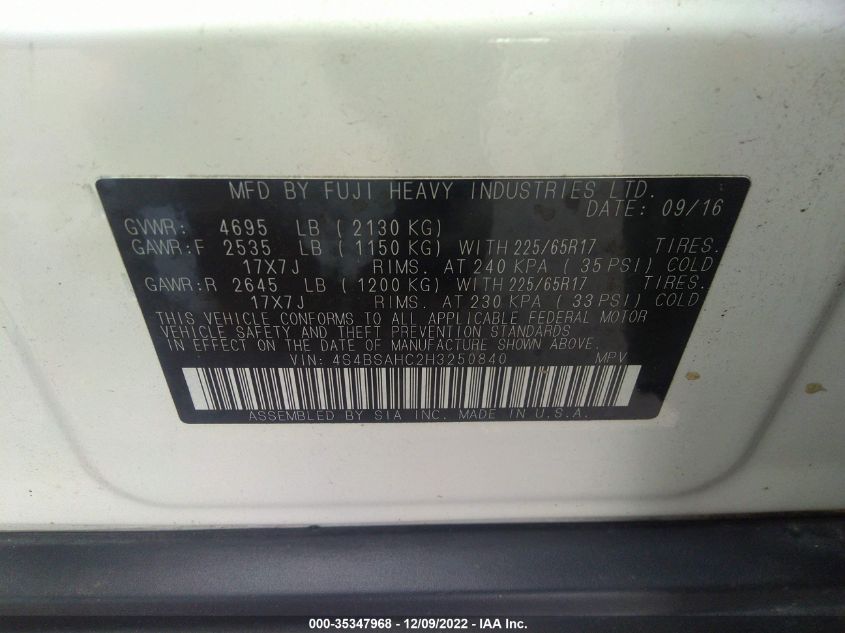 MFD BY FUJI HEAVY INDUSTRIES LTD.
DATE: 09/16
GVWR: 4695 LB ( 2130 KG)
GAWR:F 2535 LB ( 1150 KG) WITH 225/65R17 TIRES.
17X7J RIMS. AT 240 KPA ( 35 PSI) COLD
GAWR:R 2645 LB ( 1200 KG) WITH 225/65R17 TIRES.
17X7J RIMS. AT 230 KPA ( 33 PSI) COLD
THIS VEHICLE CONFORMS TO ALL APPLICABLE FEDERAL MOTOR
VEHICLE SAFETY AND THEFT PREVENTION STANDARDS
IN EFFECT ON THE DATE OF MANUFACTURE SHOWN ABOVE.
VIN: 4S4BSAHC2H3250840 MPV
ASSEMBLED BY SIA INC. MADE IN U.S.A.
000-35347968 - 12/09/2022 - IAA Inc.